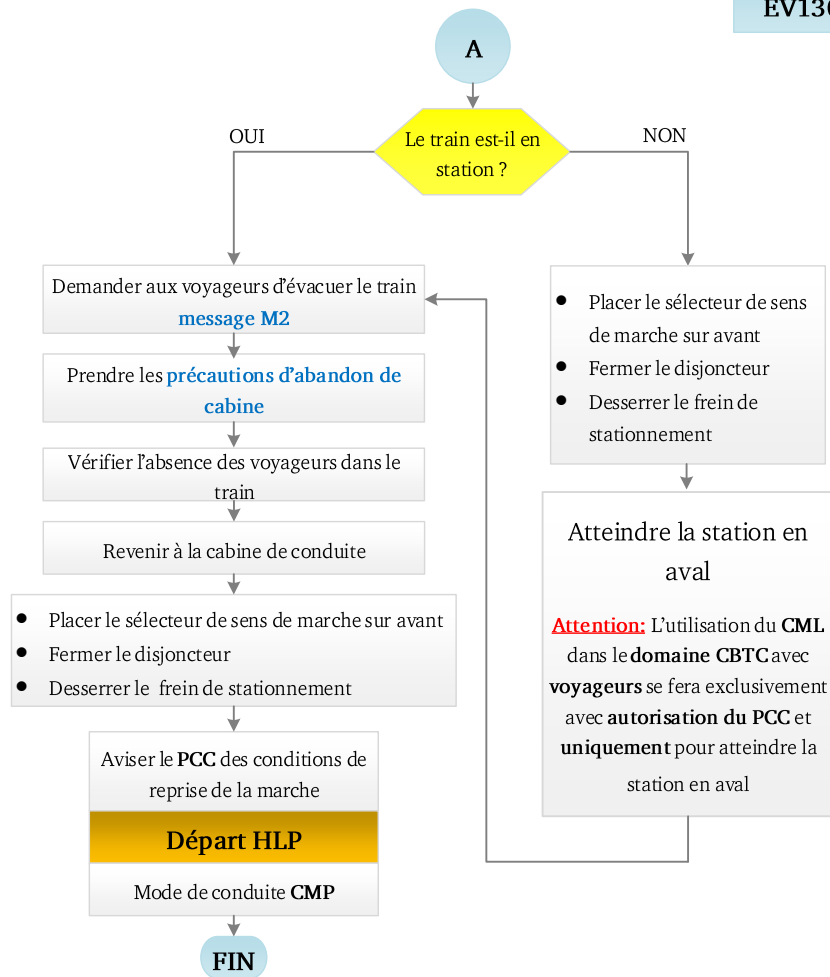 EV13
A
Le train est-il en
station ?
OUI
NON
Demander aux voyageurs d’évacuer le train
message M2
Prendre les précautions d’abandon de
cabine
Vérifier l’absence des voyageurs dans le
train
Revenir à la cabine de conduite
● Placer le sélecteur de sens de marche sur avant
● Fermer le disjoncteur
● Desserrer le frein de stationnement
Aviser le PCC des conditions de
reprise de la marche
Départ HLP
Mode de conduite CMP
FIN
● Placer le sélecteur de sens
de marche sur avant
● Fermer le disjoncteur
● Desserrer le frein de
stationnement
Atteindre la station en
aval
Attention: L’utilisation du CML
dans le domaine CBTC avec
voyageurs se fera exclusivement
avec autorisation du PCC et
uniquement pour atteindre la
station en aval